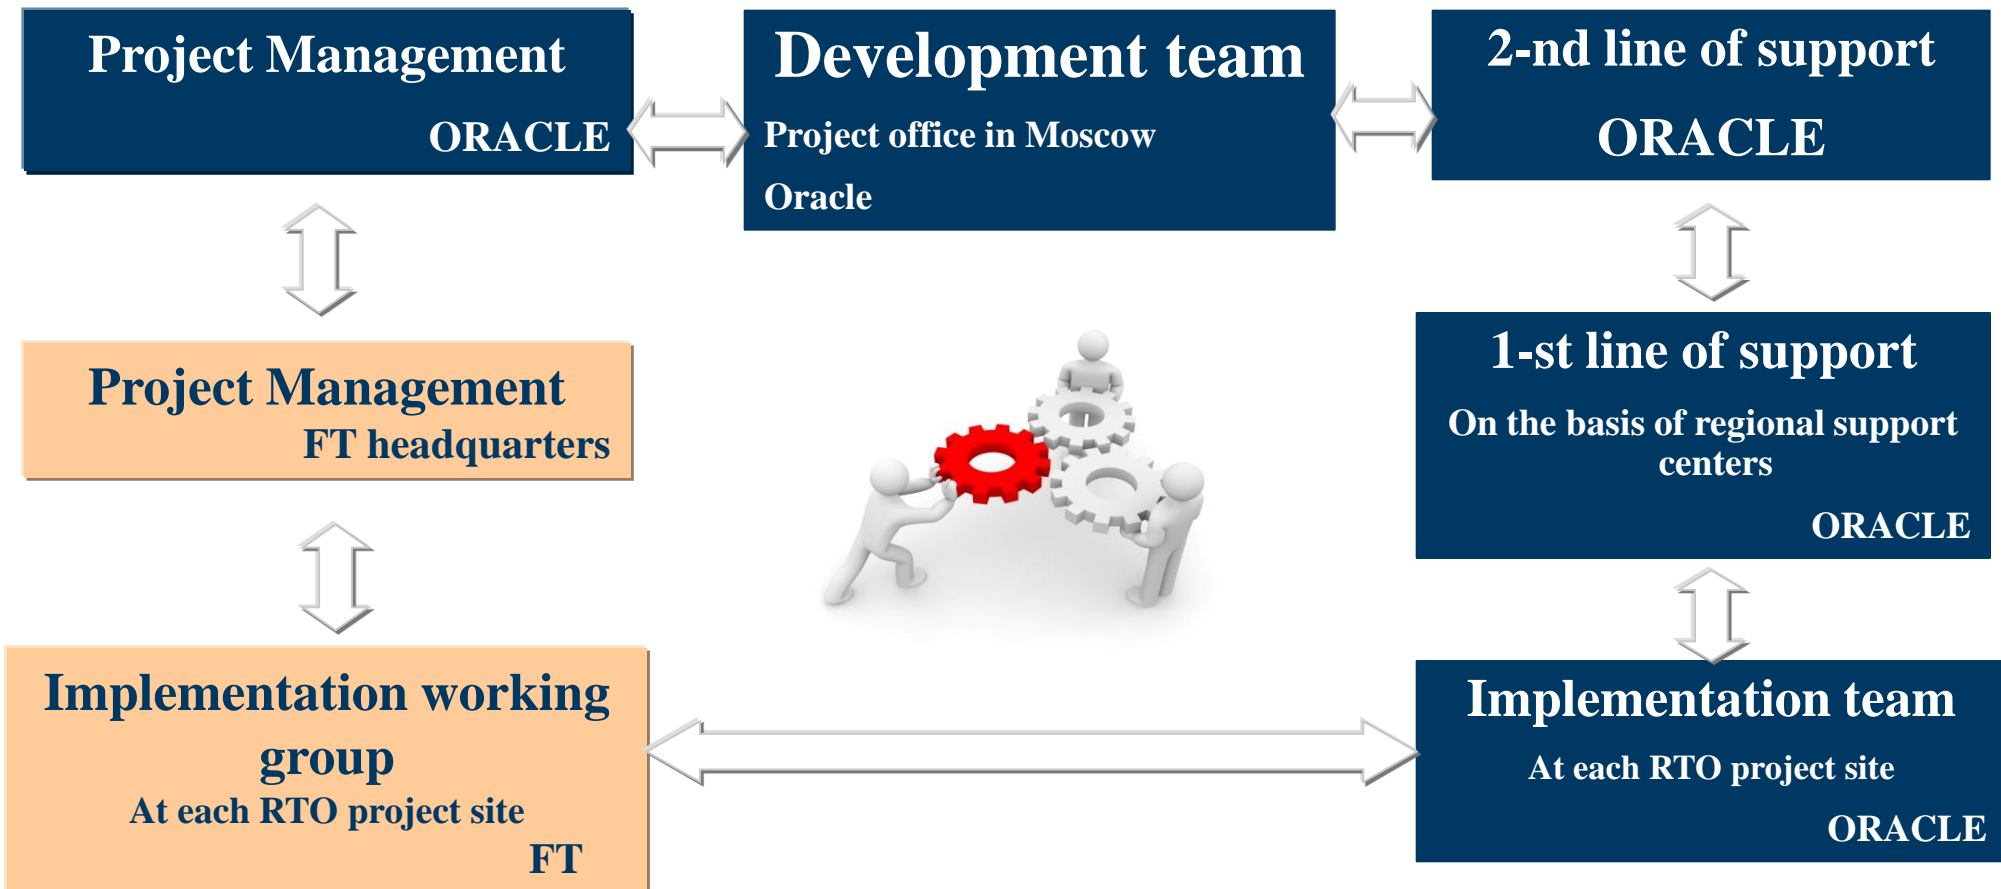 Project Management
ORACLE
Development team
Project office in Moscow
Oracle
2-nd line of support
ORACLE
Project Management
FT headquarters
1-st line of support
On the basis of regional support
centers
ORACLE
Implementation working
group
At each RTO project site
FT
Implementation team
At each RTO project site
ORACLE